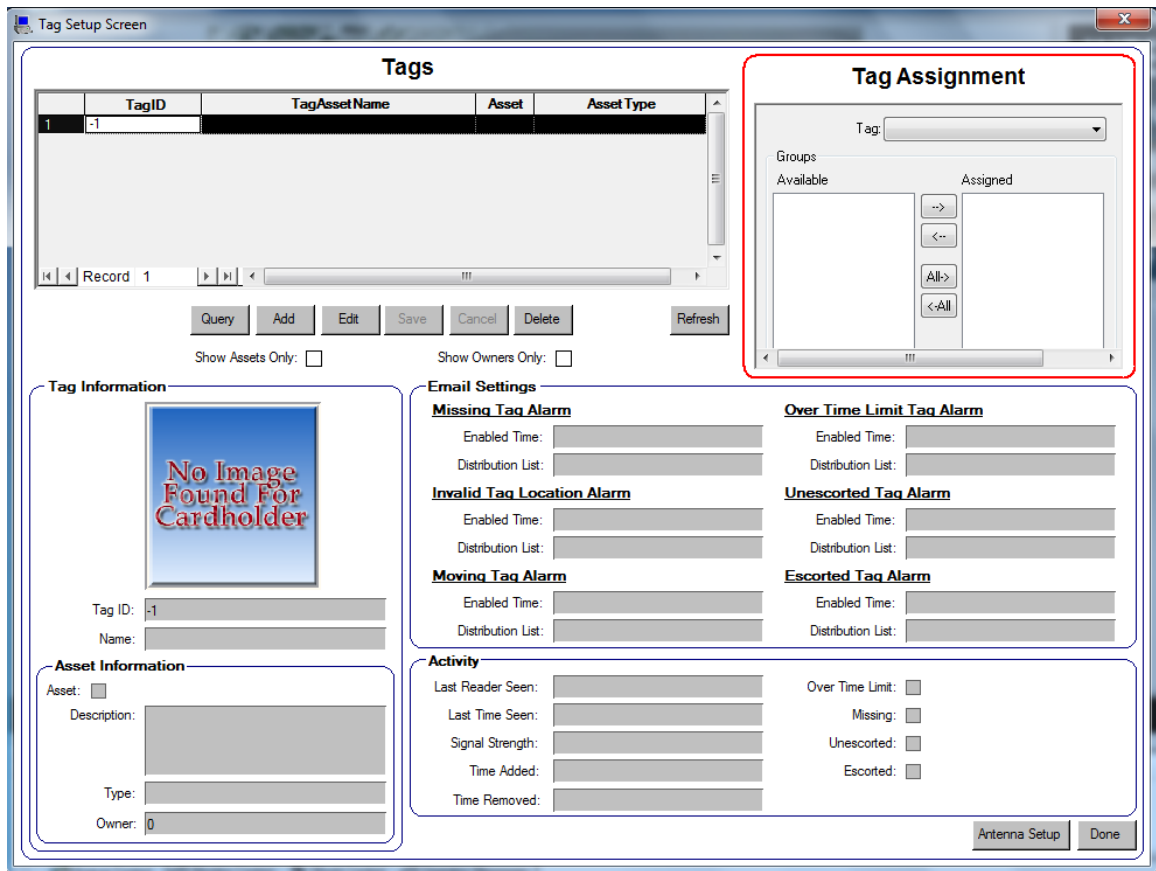 Tag Setup Screen
Tags
TagID TagAssetName Asset AssetType
1 -1
Record 1
Query Add Edit Save Cancel Delete Refresh
Show Assets Only: Show Owners Only:
Tag Assignment
Tag:
Groups
Available Assigned
-->
<--
All->
<-All
Tag Information
No Image
Found For
Cardholder
Tag ID: -1
Name:
Asset Information
Asset:
Description:
Type:
Owner: 0
Email Settings
Missing Tag Alarm
Enabled Time:
Distribution List:
Over Time Limit Tag Alarm
Enabled Time:
Distribution List:
Invalid Tag Location Alarm
Enabled Time:
Distribution List:
Unescorted Tag Alarm
Enabled Time:
Distribution List:
Moving Tag Alarm
Enabled Time:
Distribution List:
Escorted Tag Alarm
Enabled Time:
Distribution List:
Activity
Last Reader Seen:
Last Time Seen:
Signal Strength:
Time Added:
Time Removed:
Over Time Limit:
Missing:
Unescorted:
Escorted:
Antenna Setup Done